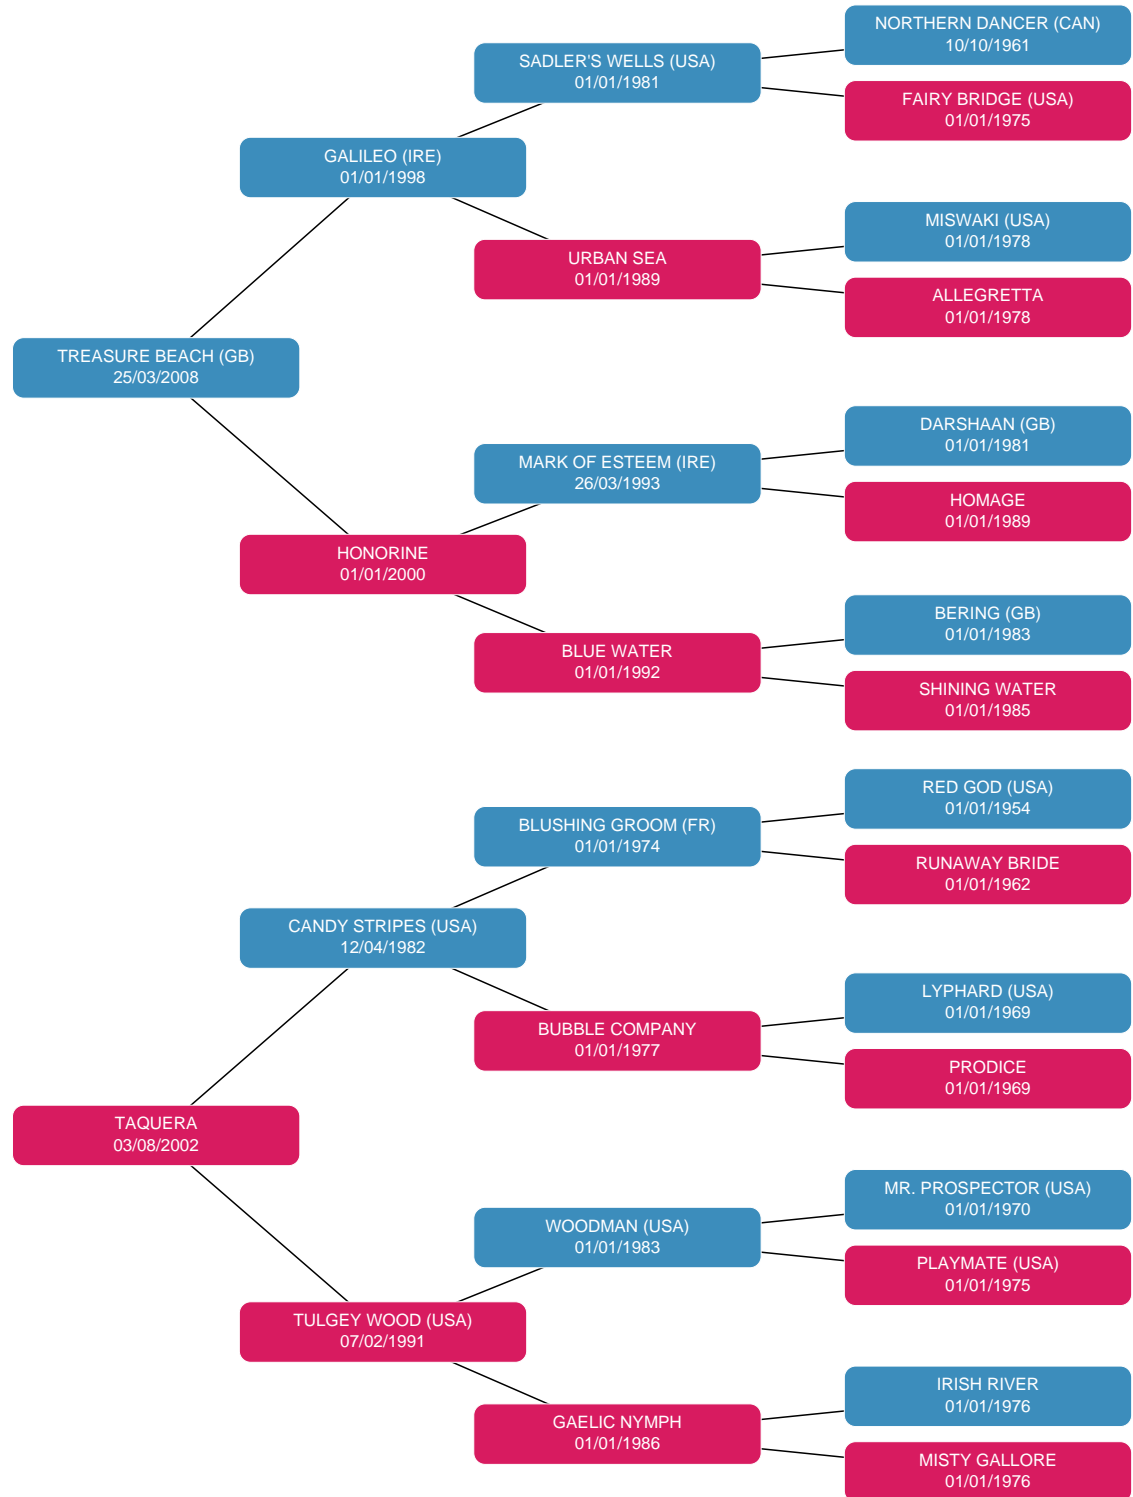 NORTHERN DANCER (CAN)
10/10/1961
SADLER'S WELLS (USA)
01/01/1981
FAIRY BRIDGE (USA)
01/01/1975
GALILEO (IRE)
01/01/1998
MISWAKI (USA)
01/01/1978
URBAN SEA
01/01/1989
ALLEGRETTA
01/01/1978
TREASURE BEACH (GB)
25/03/2008
DARSHAAN (GB)
01/01/1981
MARK OF ESTEEM (IRE)
26/03/1993
HOMAGE
01/01/1989
HONORINE
01/01/2000
BERING (GB)
01/01/1983
BLUE WATER
01/01/1992
SHINING WATER
01/01/1985
RED GOD (USA)
01/01/1954
BLUSHING GROOM (FR)
01/01/1974
RUNAWAY BRIDE
01/01/1962
CANDY STRIPES (USA)
12/04/1982
LYPHARD (USA)
01/01/1969
BUBBLE COMPANY
01/01/1977
PRODICE
01/01/1969
TAQUERA
03/08/2002
MR. PROSPECTOR (USA)
01/01/1970
WOODMAN (USA)
01/01/1983
PLAYMATE (USA)
01/01/1975
TULGEY WOOD (USA)
07/02/1991
IRISH RIVER
01/01/1976
GAELIC NYMPH
01/01/1986
MISTY GALLORE
01/01/1976